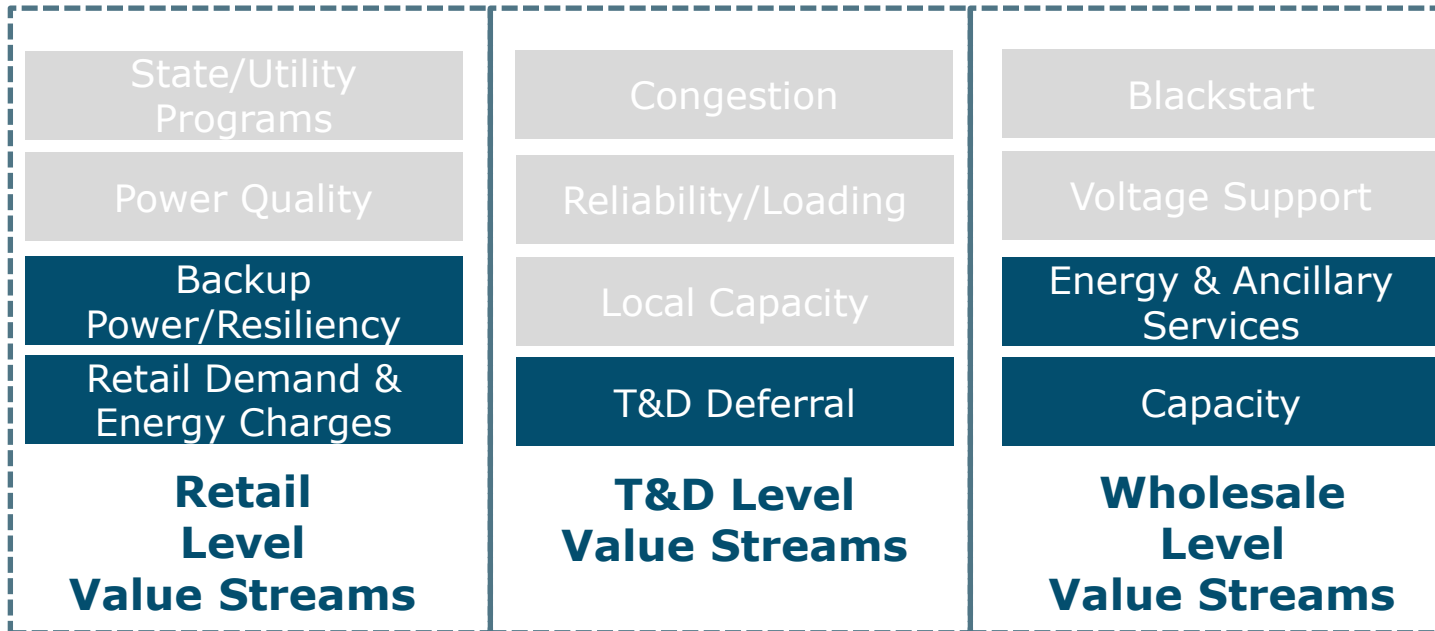 State/Utility
Programs
Power Quality
Backup
Power/Resiliency
Retail Demand &
Energy Charges
Retail
Level
Value Streams
Congestion
Reliability/Loading
Local Capacity
T&D Deferral
T&D Level
Value Streams
Blackstart
Voltage Support
Energy & Ancillary
Services
Capacity
Wholesale
Level
Value Streams